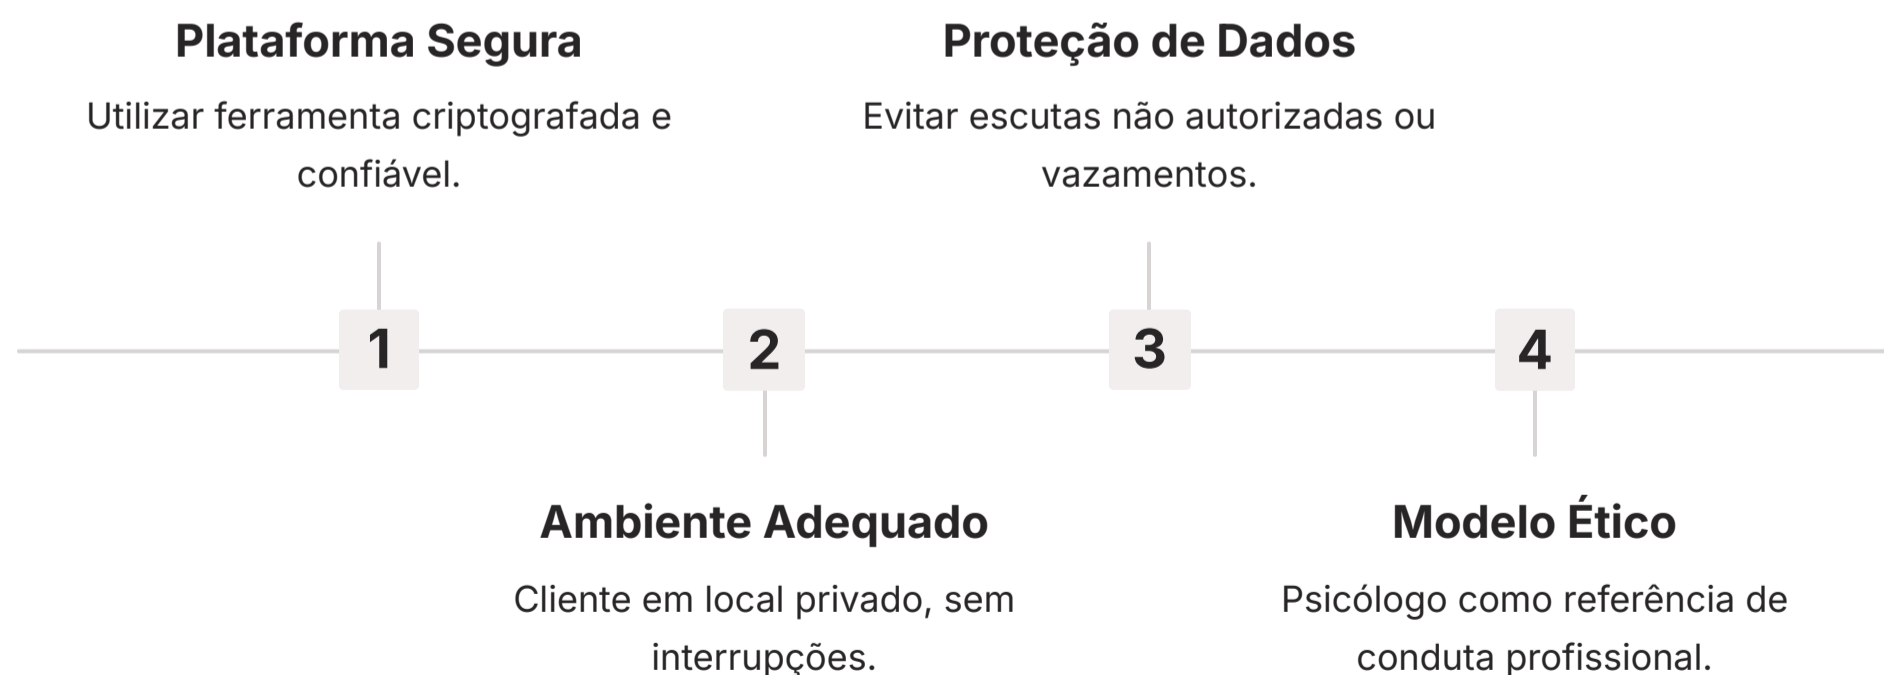 Plataforma Segura
Utilizar ferramenta criptografada e
confiável.
Proteção de Dados
Evitar escutas não autorizadas ou
vazamentos.
1
2
3
4
Ambiente Adequado
Cliente em local privado, sem
interrupções.
Modelo Ético
Psicólogo como referência de
conduta profissional.